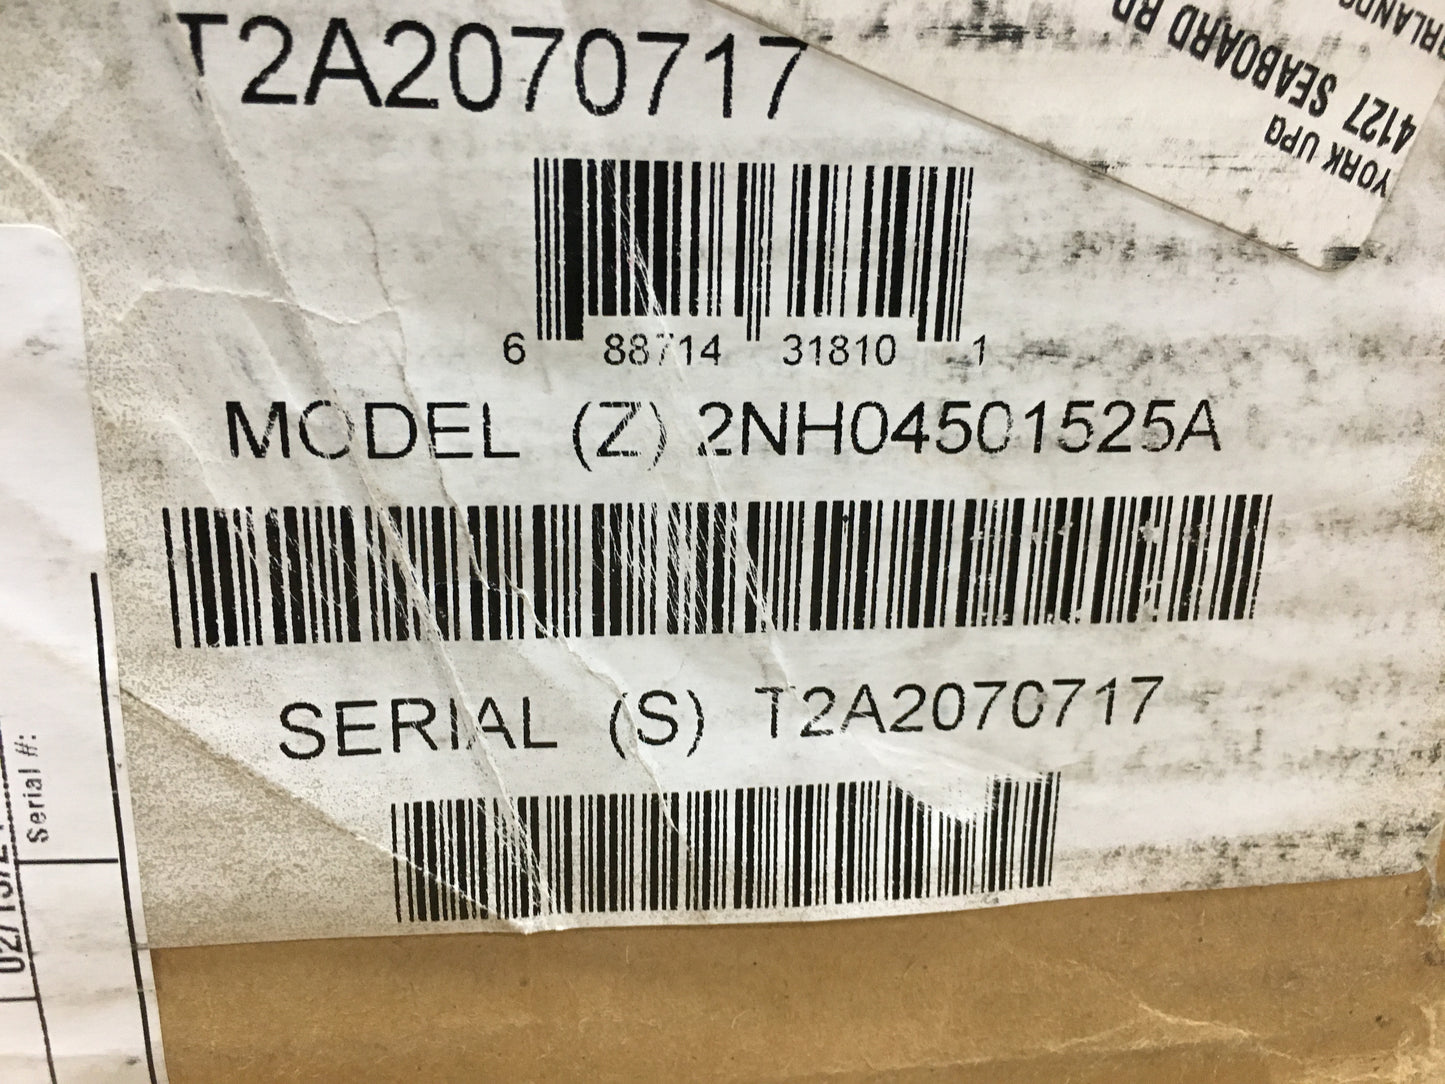 T2A2070717
6 88714 31810 1
MODEL (Z) 2NH04501525A
SERIAL (S) T2A2070717
YORK UPG
4127 SEABOARD RD
Serial #: